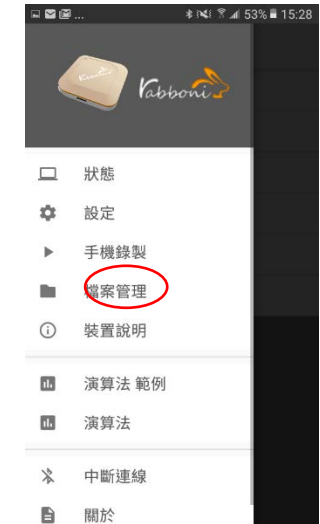 ... 53% 15:28
rabboni
狀態
設定
手機錄製
檔案管理
裝置說明
演算法 範例
演算法
中斷連線
關於